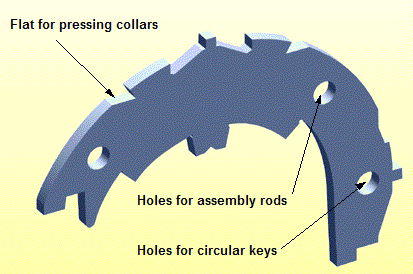 Flat for pressing collars
Holes for assembly rods
Holes for circular keys